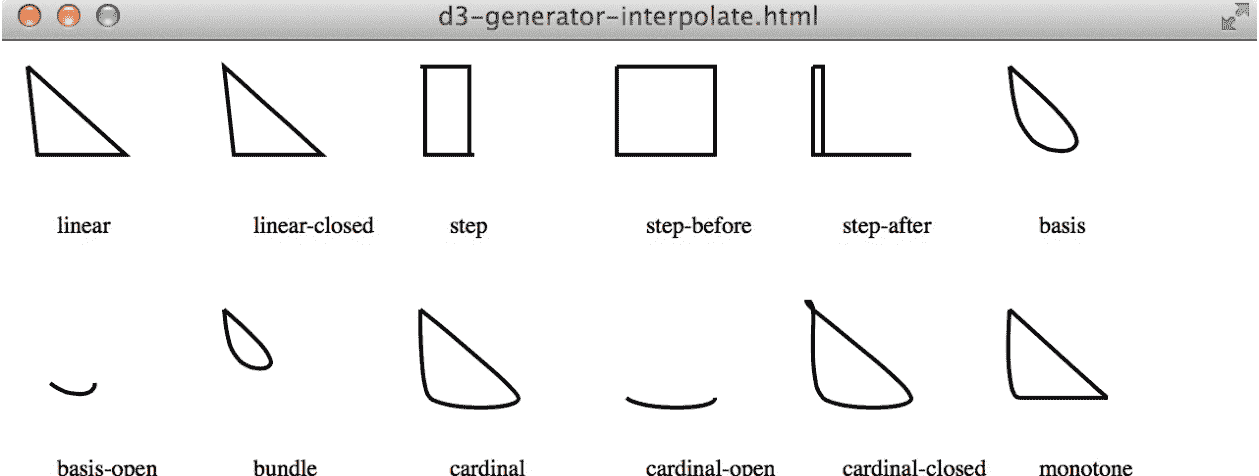 d3-generator-interpolate.html
linear linear-closed step step-before step-after basis
basis-open bundle cardinal cardinal-open cardinal-closed monotone